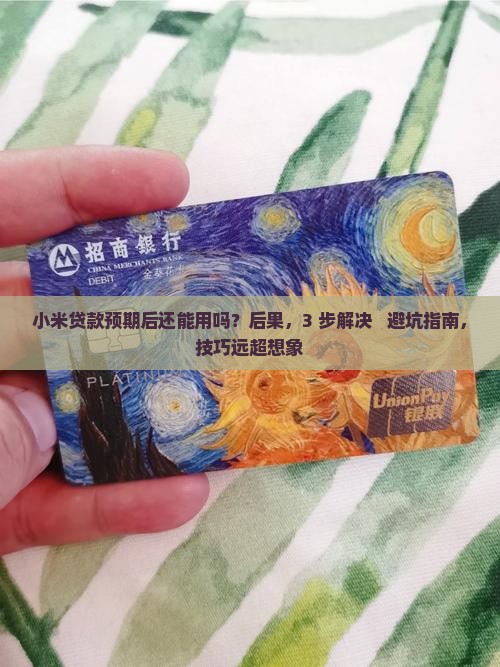 招商银行
CHINA MERCHANTS BANK
DEBIT
金葵花卡
小米贷款预期后还能用吗？后果，3 步解决 避坑指南，
技巧远超想象
PLATINUM
UnionPay
银联